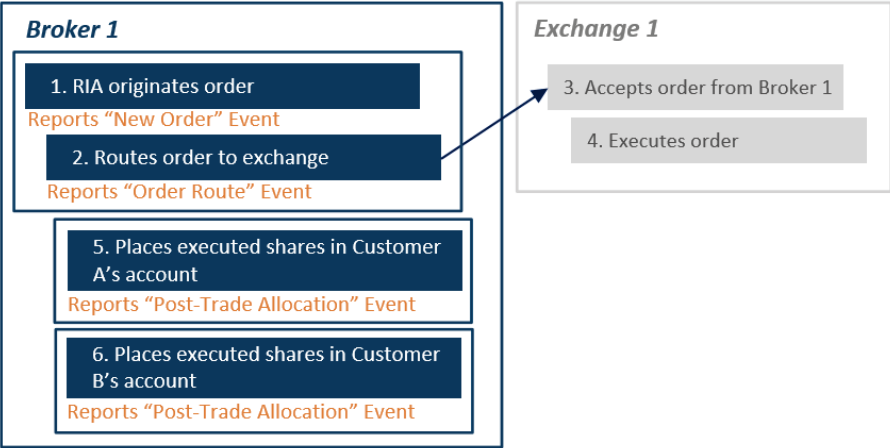 Broker 1
1. RIA originates order
Reports “New Order” Event
2. Routes order to exchange
Reports “Order Route” Event
5. Places executed shares in Customer
A’s account
Reports “Post-Trade Allocation” Event
6. Places executed shares in Customer
B’s account
Reports “Post-Trade Allocation” Event
Exchange 1
3. Accepts order from Broker 1
4. Executes order